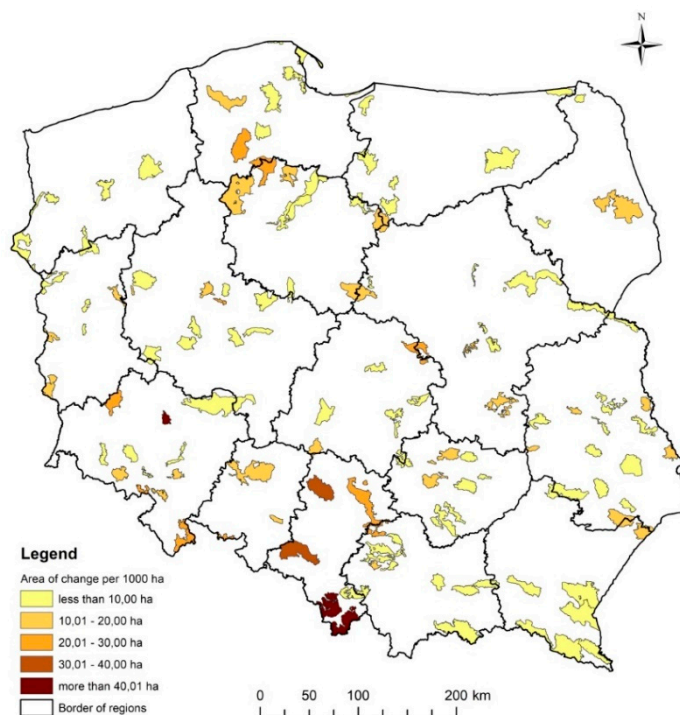 N
Legend
Area of change per 1000 ha
less than 10,00 ha
10,01 - 20,00 ha
20,01 - 30,00 ha
30,01 - 40,00 ha
more than 40,01 ha
Border of regions
0 50 100 200 km